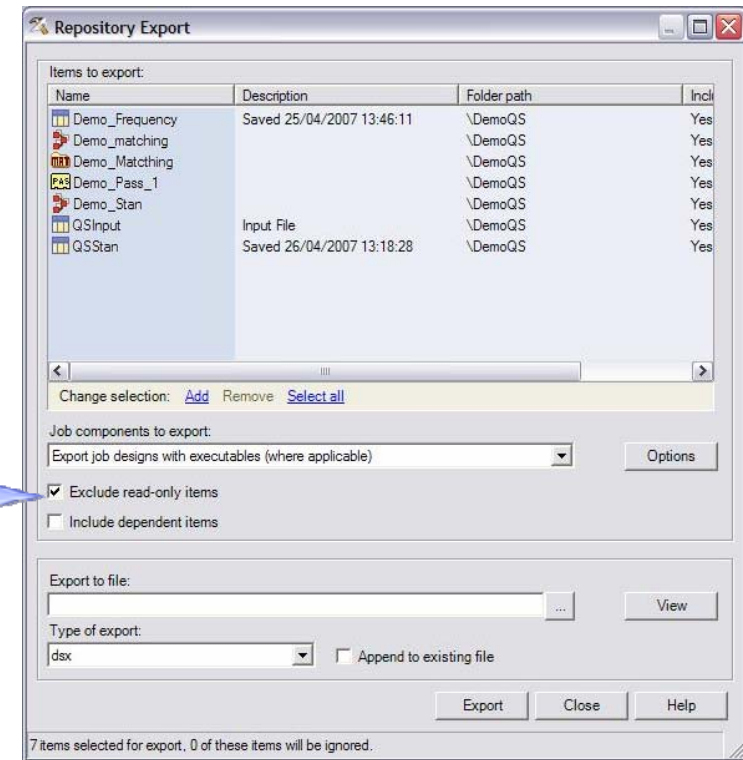 Repository Export
Items to export:
Name Description Folder path Incl
Demo_Frequency Saved 25/04/2007 13:46:11 \DemoQS Yes
Demo_matching \DemoQS Yes
MAT Demo_Matcthing \DemoQS Yes
PAS Demo_Pass_1 \DemoQS Yes
Demo_Stan \DemoQS Yes
QSInput Input File \DemoQS Yes
QSStan Saved 26/04/2007 13:18:28 \DemoQS Yes
Change selection: Add Remove Select all
Job components to export:
Export job designs with executables (where applicable) Options
Exclude read-only items
Include dependent items
Export to file:
... View
Type of export:
dsx Append to existing file
Export Close Help
7 items selected for export, 0 of these items will be ignored.